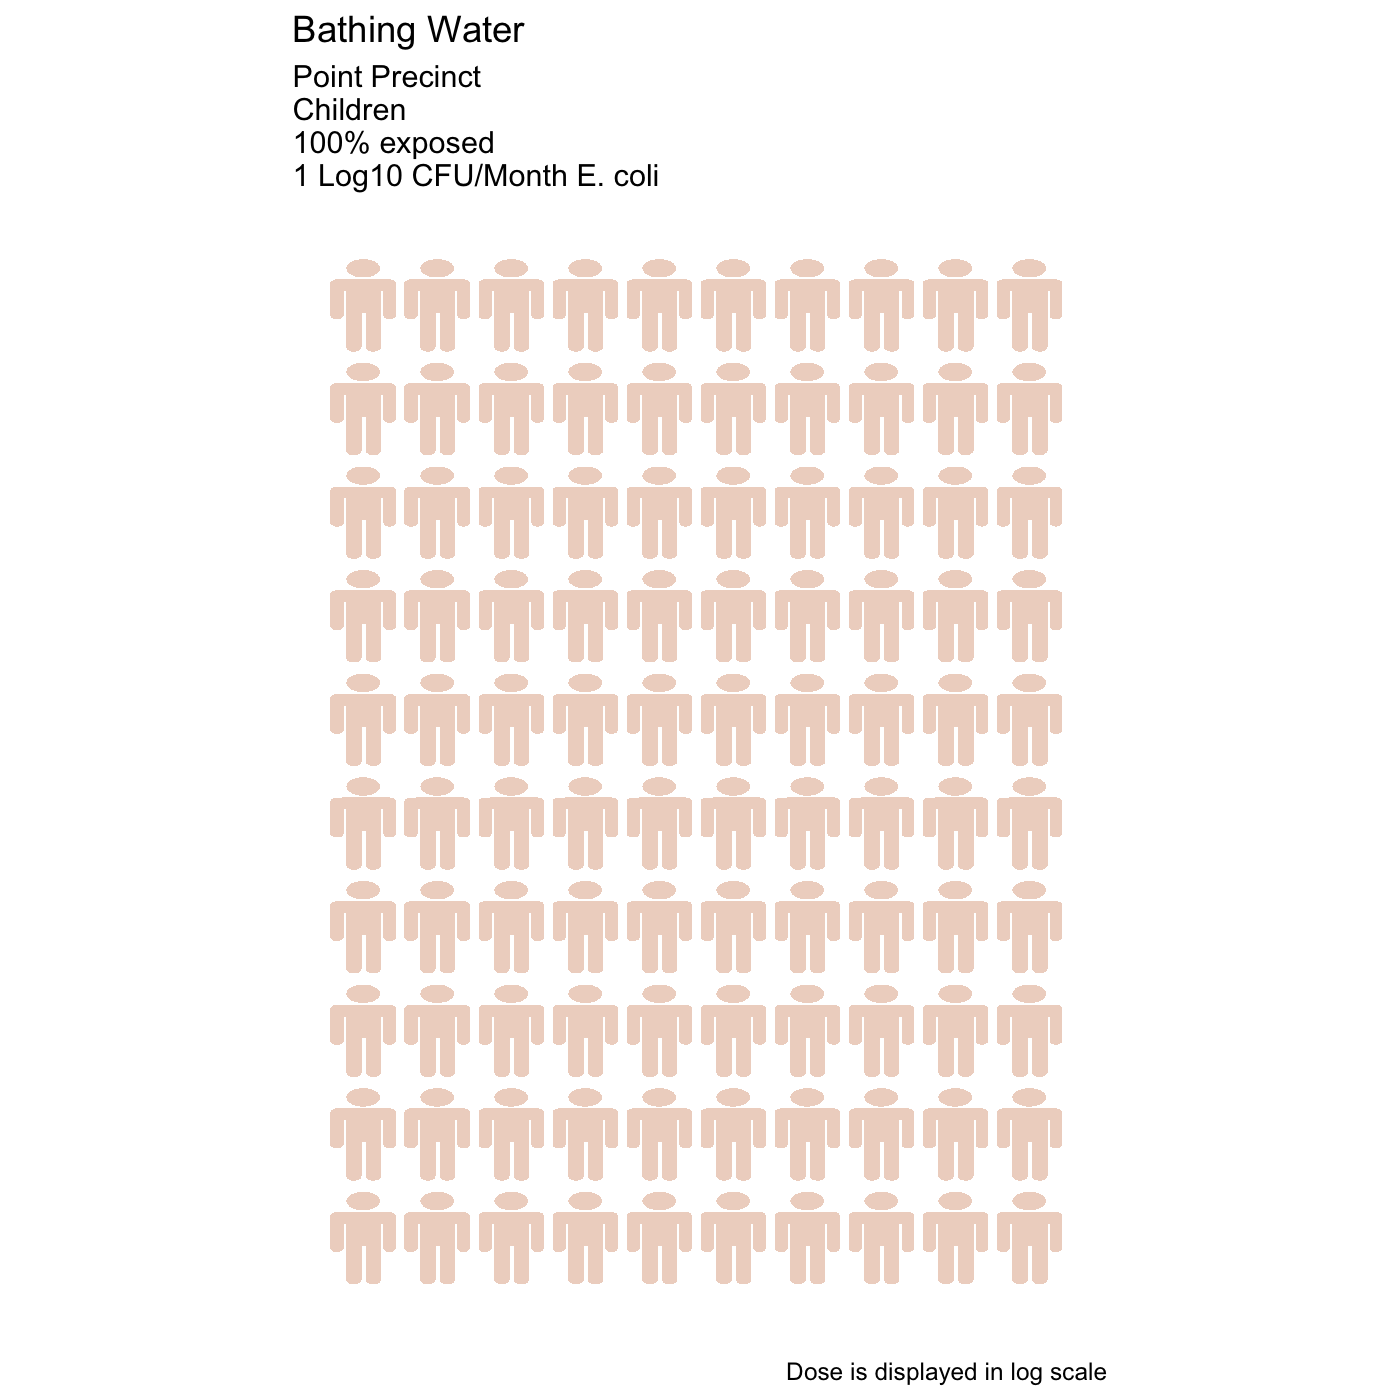 Bathing Water
Point Precinct
Children
100% exposed
1 Log10 CFU/Month E. coli
Dose is displayed in log scale